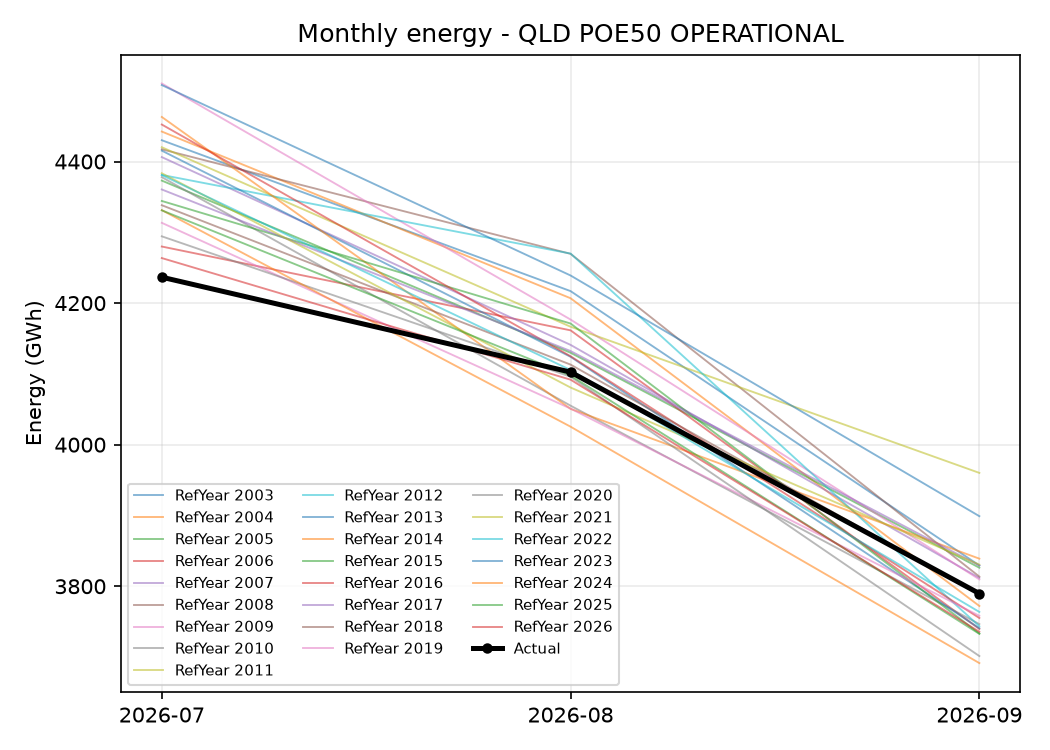 Monthly energy - QLD POE50 OPERATIONAL
Energy (GWh)
4400
4200
4000
3800
RefYear 2003
RefYear 2004
RefYear 2005
RefYear 2006
RefYear 2007
RefYear 2008
RefYear 2009
RefYear 2010
RefYear 2011
RefYear 2012
RefYear 2013
RefYear 2014
RefYear 2015
RefYear 2016
RefYear 2017
RefYear 2018
RefYear 2019
RefYear 2020
RefYear 2021
RefYear 2022
RefYear 2023
RefYear 2024
RefYear 2025
RefYear 2026
Actual
2026-07
2026-08
2026-09